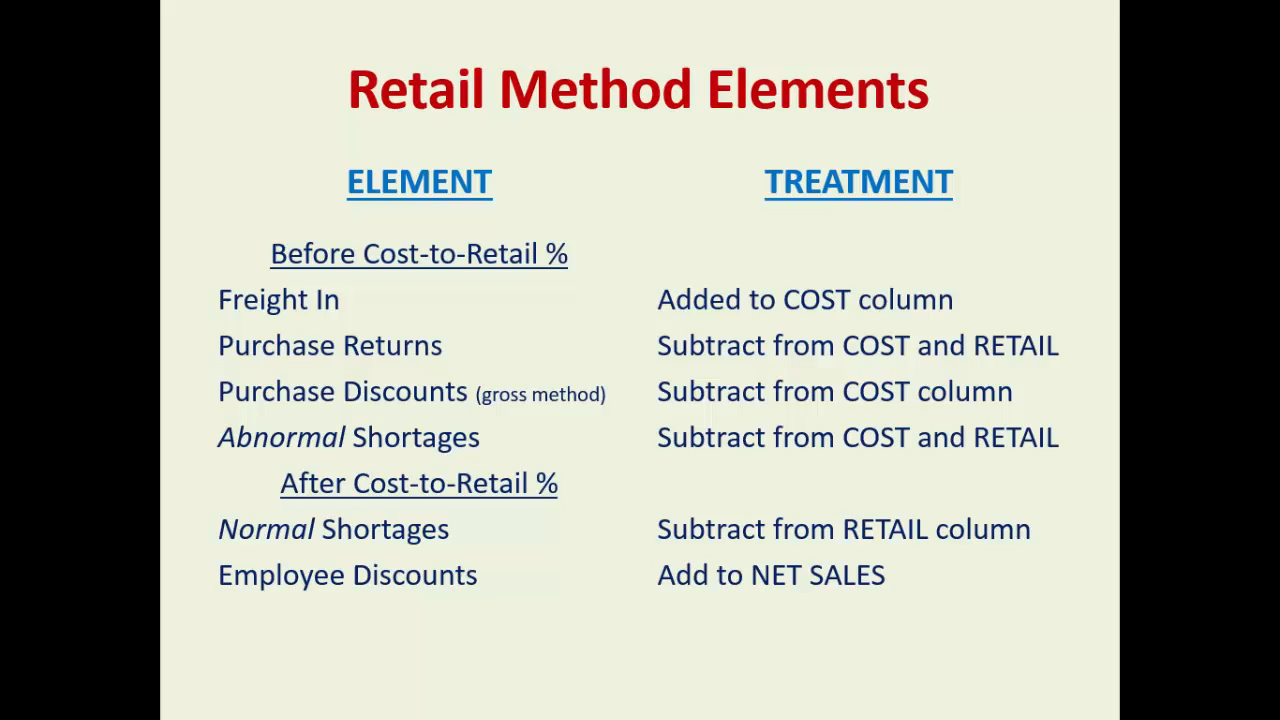 Retail Method Elements
ELEMENT TREATMENT
Before Cost-to-Retail %
Freight In Added to COST column
Purchase Returns Subtract from COST and RETAIL
Purchase Discounts (gross method) Subtract from COST column
Abnormal Shortages Subtract from COST and RETAIL
After Cost-to-Retail %
Normal Shortages Subtract from RETAIL column
Employee Discounts Add to NET SALES